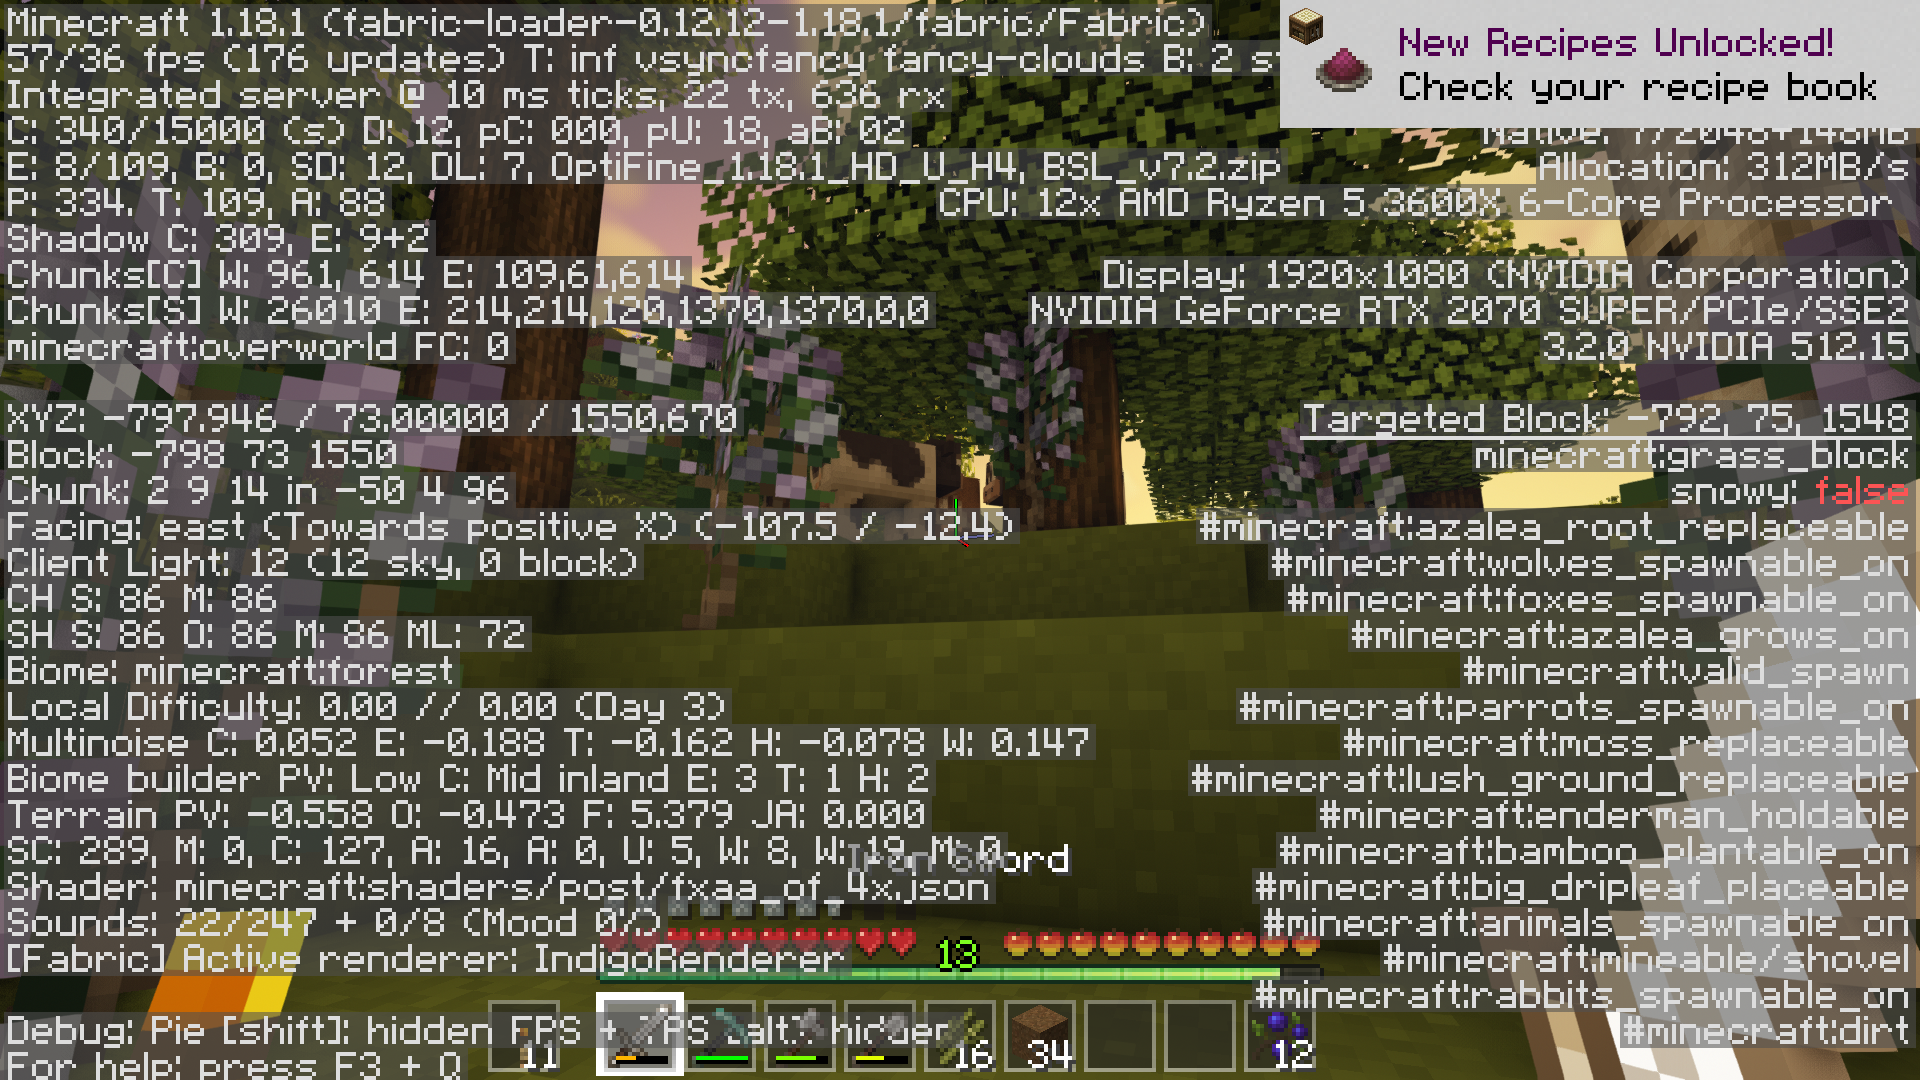 Minecraft 1.18.1 (fabric-loader-0.12.12-1.18.1/fabric/Fabric)
57/36 fps (176 updates) T: inf vsyncfancy fancy-clouds B: 2
Integrated server @ 10 ms ticks, 22 tx, 636 rx
C: 340/15000 (s) D: 12, pC: 000, pU: 18, aB: 02
E: 8/109, B: 0, SD: 12, DL: 7, OptiFine_1.18.1_HD_U_H4, BSL_v7.2.zip
P: 334. T: 109, A: 88
Shadow C: 309, E: 9+2
Chunks[C] W: 961, 614 E: 109,61,614
Chunks[S] W: 26010 E: 214,214,120,1370,1370,0,0
minecraft:overworld FC: 0
XYZ: -797.946 / 73.00000 / 1550.670
Block: -798 73 1550
Chunk: 2 9 14 in -50 4 96
Facing: east (Towards positive X) (-107.5 / -12.4)
Client Light: 12 (12 sky, 0 block)
CH S: 86 M: 86
SH S: 86 O: 86 M: 86 ML: 72
Biome: minecraft:forest
Local Difficulty: 0.00 // 0.00 (Day 3)
Multinoise C: 0.052 E: -0.188 T: -0.162 H: -0.078 W: 0.147
Biome builder PV: Low C: Mid inland E: 3 T: 1 H: 2
Terrain PV: -0.558 O: -0.473 F: 5.379 JA: 0.000
SC: 289, M: 0, C: 127, A: 16, A: 0, U: 5, W: 8, W: 19, M: 0
Iron Sword
Shader: minecraft:shaders/post/fxaa_of_4x.json
Sounds: 22/247 + 0/8 (Mood 0%)
[Fabric] Active renderer: IndigoRenderer
Debug: Pie [shift]: hidden FPS + TPS [alt]: hidden
For help: press F3 + Q
New Recipes Unlocked!
Check your recipe book
Allocation: 312MB/s
CPU: 12x AMD Ryzen 5 3600X 6-Core Processor
Display: 1920x1080 (NVIDIA Corporation)
NVIDIA GeForce RTX 2070 SUPER/PCIe/SSE2
3.2.0 NVIDIA 512.15
Targeted Block: -792, 75, 1548
minecraft:grass_block
snowy: false
#minecraft:azalea_root_replaceable
#minecraft:wolves_spawnable_on
#minecraft:foxes_spawnable_on
#minecraft:azalea_grows_on
#minecraft:valid_spawn
#minecraft:parrots_spawnable_on
#minecraft:moss_replaceable
#minecraft:lush_ground_replaceable
#minecraft:enderman_holdable
#minecraft:bamboo_plantable_on
#minecraft:big_dripleaf_placeable
#minecraft:animals_spawnable_on
#minecraft:mineable/shovel
#minecraft:rabbits_spawnable_on
#minecraft:dirt
13
11
16
34
12